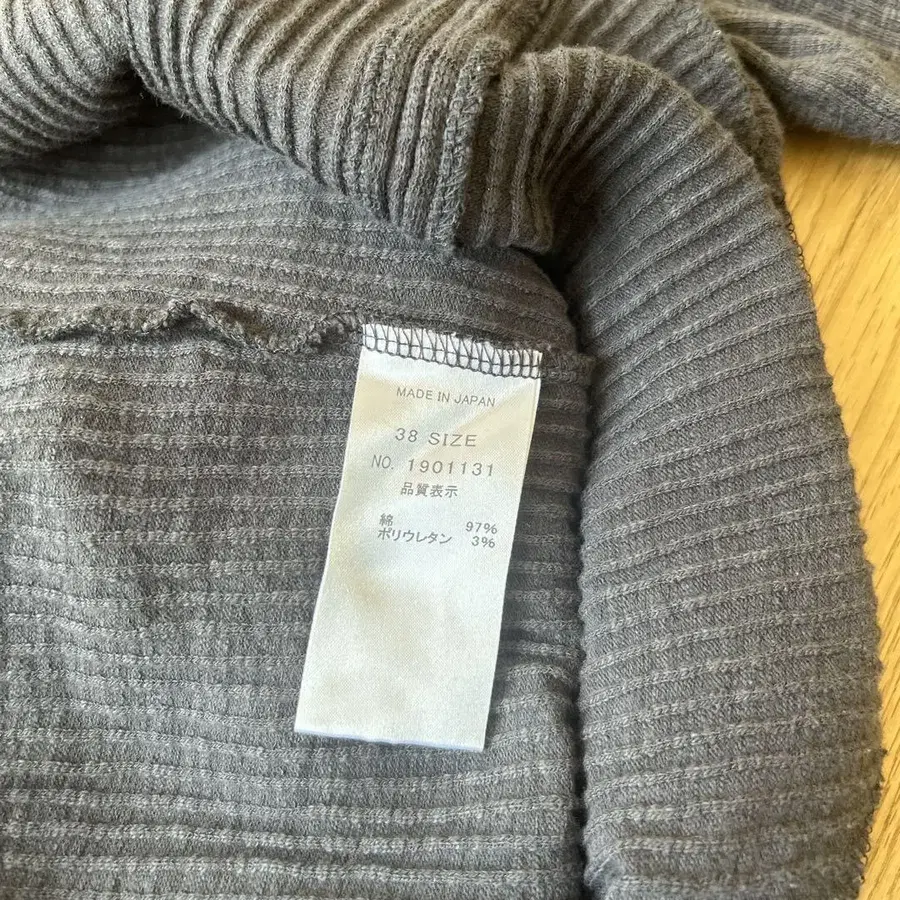 MADE IN JAPAN
38 SIZE
NO. 1901131
品質表示
綿 97%
ポリウレタン 3%